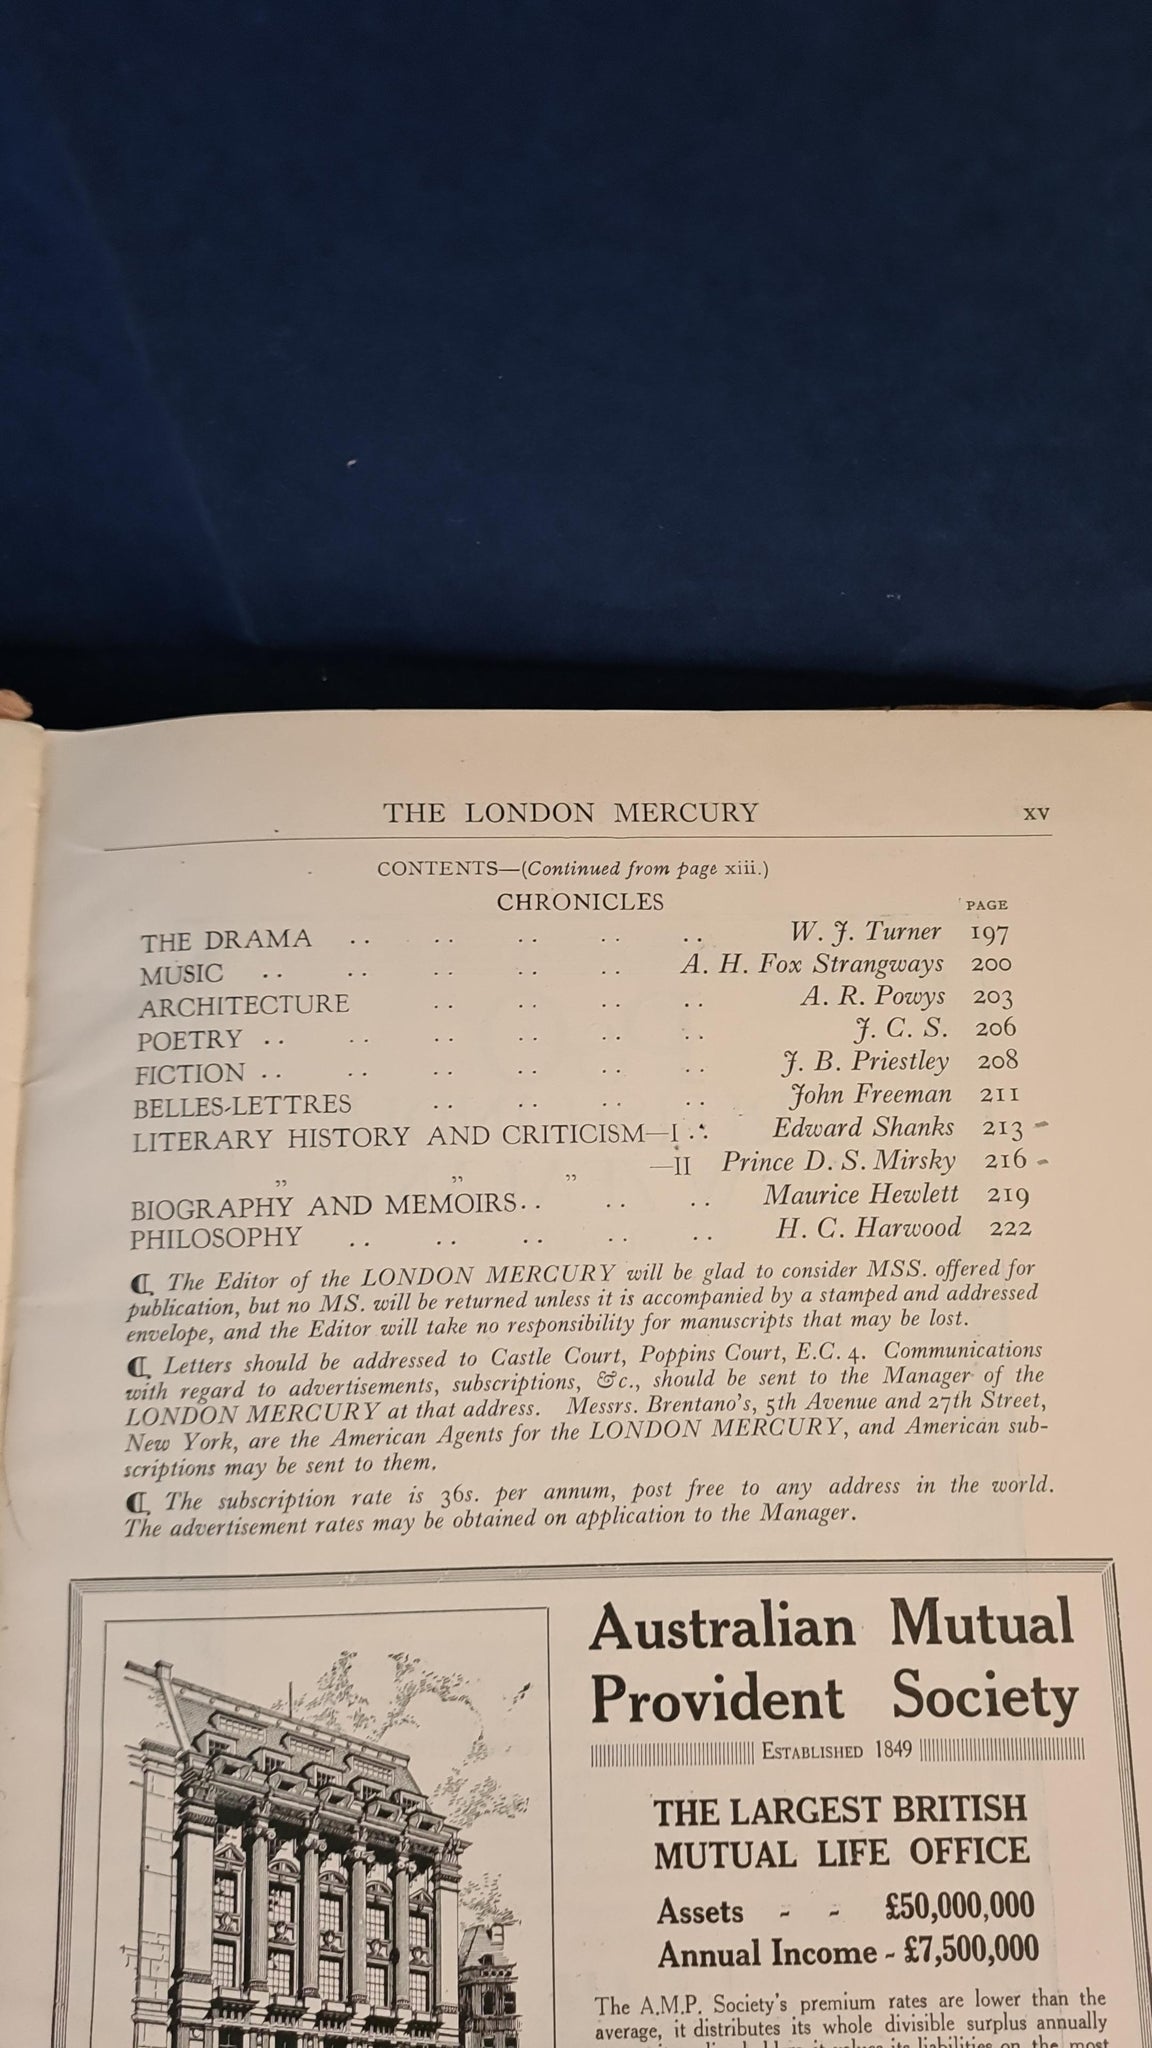 THE LONDON MERCURY xv
CONTENTS—(Continued from page xiii.)
CHRONICLES PAGE
THE DRAMA .. .. .. .. .. W. J. Turner 197
MUSIC .. .. .. .. .. A. H. Fox Strangways 200
ARCHITECTURE .. .. .. .. A. R. Powys 203
POETRY .. .. .. .. .. .. J. C. S. 206
FICTION .. .. .. .. .. .. J. B. Priestley 208
BELLES-LETTRES .. .. .. .. John Freeman 211
LITERARY HISTORY AND CRITICISM—I .. Edward Shanks 213
„ „ „ —II Prince D. S. Mirsky 216
BIOGRAPHY AND MEMOIRS.. .. .. Maurice Hewlett 219
PHILOSOPHY .. .. .. .. .. H. C. Harwood 222
¶ The Editor of the LONDON MERCURY will be glad to consider MSS. offered for
publication, but no MS. will be returned unless it is accompanied by a stamped and addressed
envelope, and the Editor will take no responsibility for manuscripts that may be lost.
¶ Letters should be addressed to Castle Court, Poppins Court, E.C. 4. Communications
with regard to advertisements, subscriptions, &c., should be sent to the Manager of the
LONDON MERCURY at that address. Messrs. Brentano's, 5th Avenue and 27th Street,
New York, are the American Agents for the LONDON MERCURY, and American sub-
scriptions may be sent to them.
¶ The subscription rate is 36s. per annum, post free to any address in the world.
The advertisement rates may be obtained on application to the Manager.
Australian Mutual
Provident Society
ESTABLISHED 1849
THE LARGEST BRITISH
MUTUAL LIFE OFFICE
Assets - - £50,000,000
Annual Income - £7,500,000
The A.M.P. Society's premium rates are lower than the
average, it distributes its whole divisible surplus annually
on the most